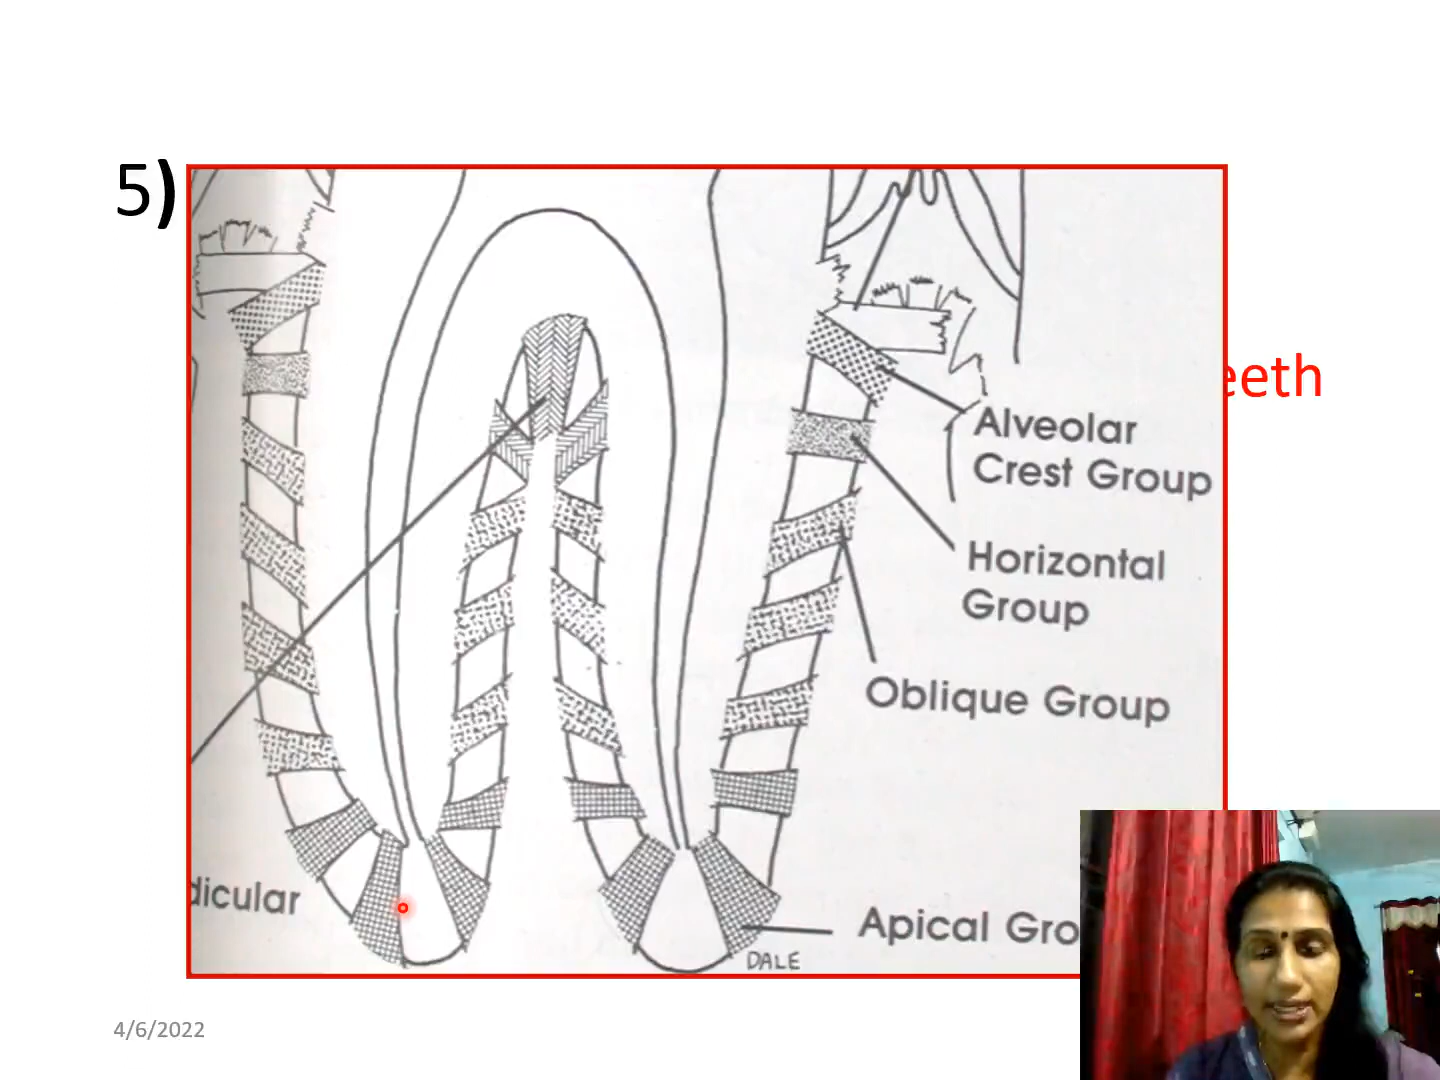 5)
eeth
Alveolar
Crest Group
Horizontal
Group
Oblique Group
dicular
Apical Gro
DALE
4/6/2022